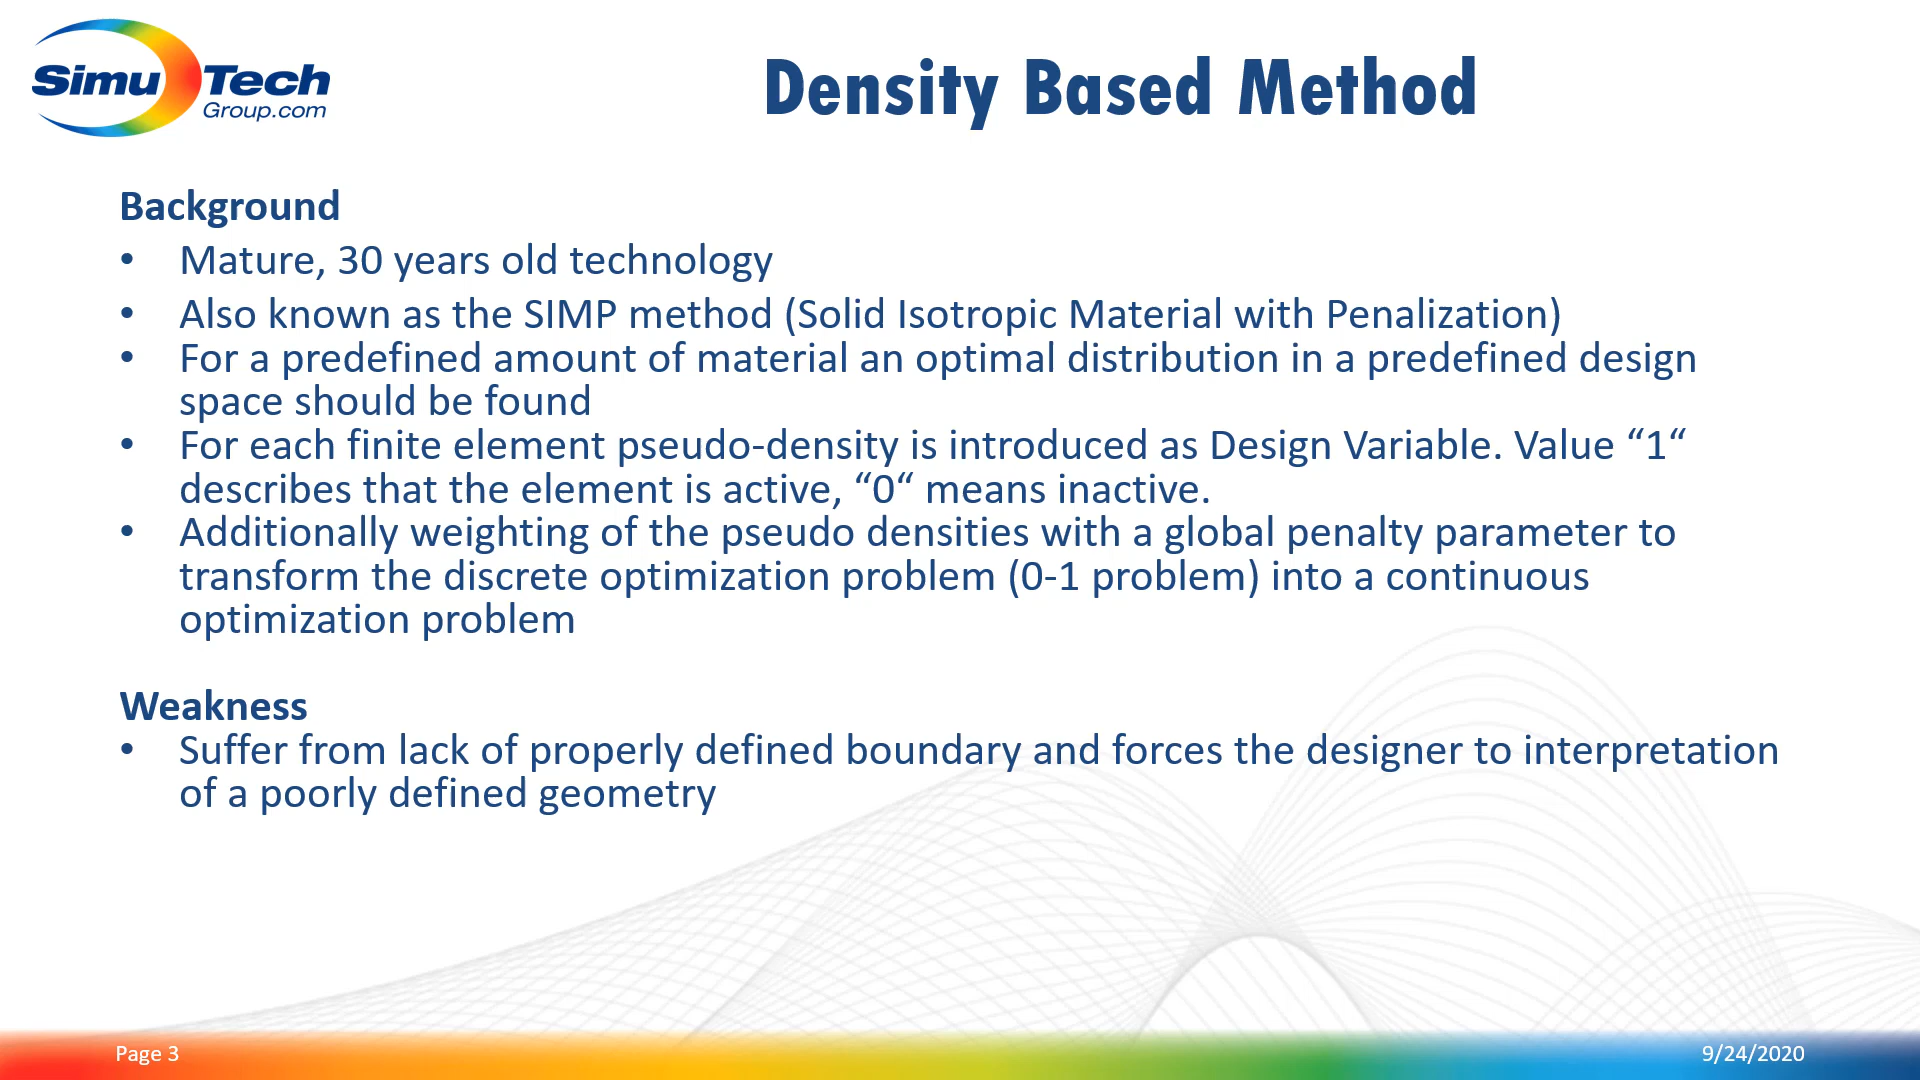 Simu Tech
Group.com
Density Based Method
Background
• Mature, 30 years old technology
• Also known as the SIMP method (Solid Isotropic Material with Penalization)
• For a predefined amount of material an optimal distribution in a predefined design
space should be found
• For each finite element pseudo-density is introduced as Design Variable. Value “1“
describes that the element is active, “0“ means inactive.
• Additionally weighting of the pseudo densities with a global penalty parameter to
transform the discrete optimization problem (0-1 problem) into a continuous
optimization problem
Weakness
• Suffer from lack of properly defined boundary and forces the designer to interpretation
of a poorly defined geometry
Page 3
9/24/2020